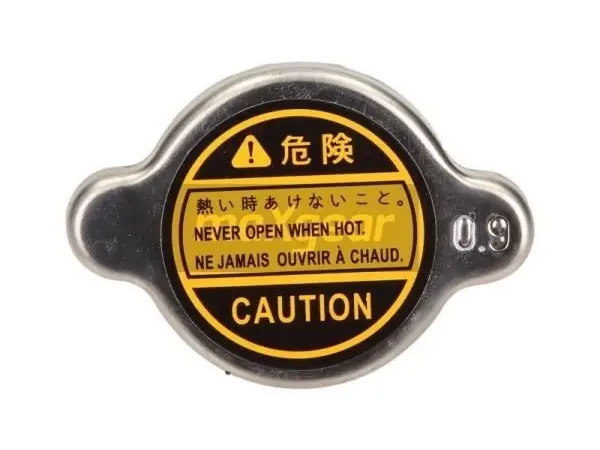 危険
熱い時あけないこと。
maxgear
NEVER OPEN WHEN HOT.
NE JAMAIS OUVRIR À CHAUD.
CAUTION
0.9